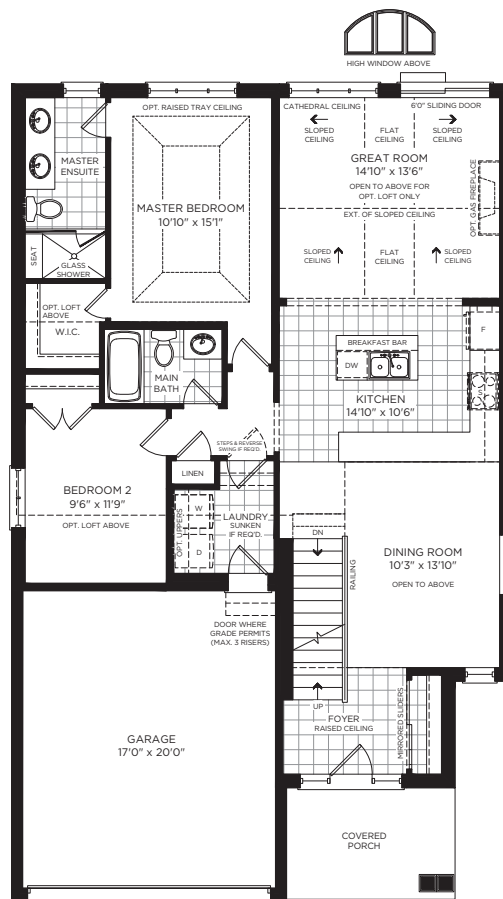 HIGH WINDOW ABOVE
OPT. RAISED TRAY CEILING
CATHEDRAL CEILING
6'0" SLIDING DOOR
SLOPED
CEILING
FLAT
CEILING
SLOPED
CEILING
GREAT ROOM
14'10" x 13'6"
OPEN TO ABOVE FOR
OPT. LOFT ONLY
EXT. OF SLOPED CEILING
OPT. GAS FIREPLACE
SLOPED
CEILING
FLAT
CEILING
SLOPED
CEILING
MASTER
ENSUITE
MASTER BEDROOM
10'10" x 15'1"
SEAT
GLASS
SHOWER
OPT. LOFT
ABOVE
W.I.C.
MAIN
BATH
BREAKFAST BAR
DW
F
KITCHEN
14'10" x 10'6"
STEPS & REVERSE
SWING IF REQ'D.
LINEN
BEDROOM 2
9'6" x 11'9"
OPT. LOFT ABOVE
OPT. UPPERS
W
D
LAUNDRY
SUNKEN
IF REQ'D.
DN
RAILING
DINING ROOM
10'3" x 13'10"
OPEN TO ABOVE
DOOR WHERE
GRADE PERMITS
(MAX. 3 RISERS)
UP
FOYER
RAISED CEILING
MIRRORED SLIDERS
GARAGE
17'0" x 20'0"
COVERED
PORCH